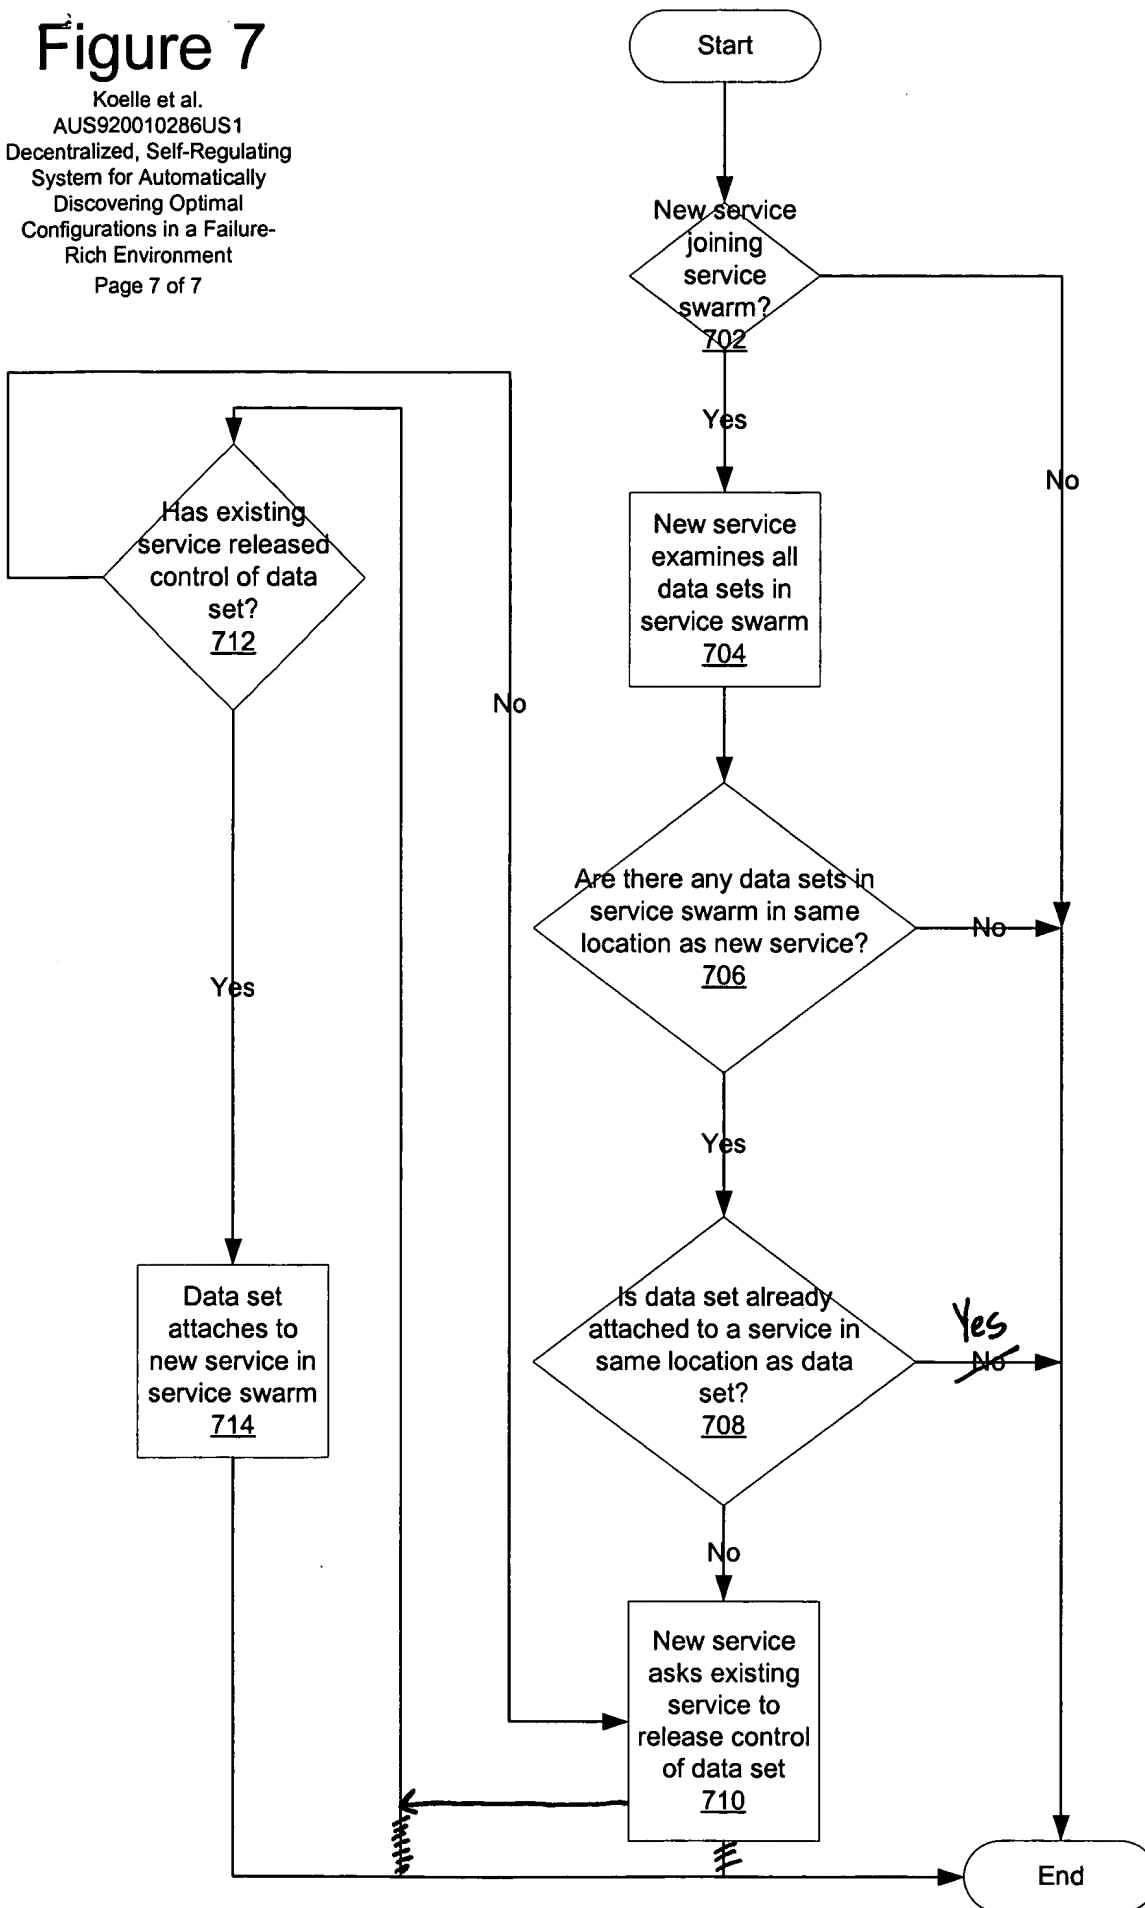 Figure 7
Koelle et al.
AUS920010286US1
Decentralized, Self-Regulating
System for Automatically
Discovering Optimal
Configurations in a Failure-
Rich Environment
Page 7 of 7
Start
New service
joining
service
swarm?
702
Yes
No
New service
examines all
data sets in
service swarm
704
Are there any data sets in
service swarm in same
location as new service?
706
No
Yes
Is data set already
attached to a service in
same location as data
set?
708
Yes
No
No
New service
asks existing
service to
release control
of data set
710
Has existing
service released
control of data
set?
712
No
Yes
Data set
attaches to
new service in
service swarm
714
End